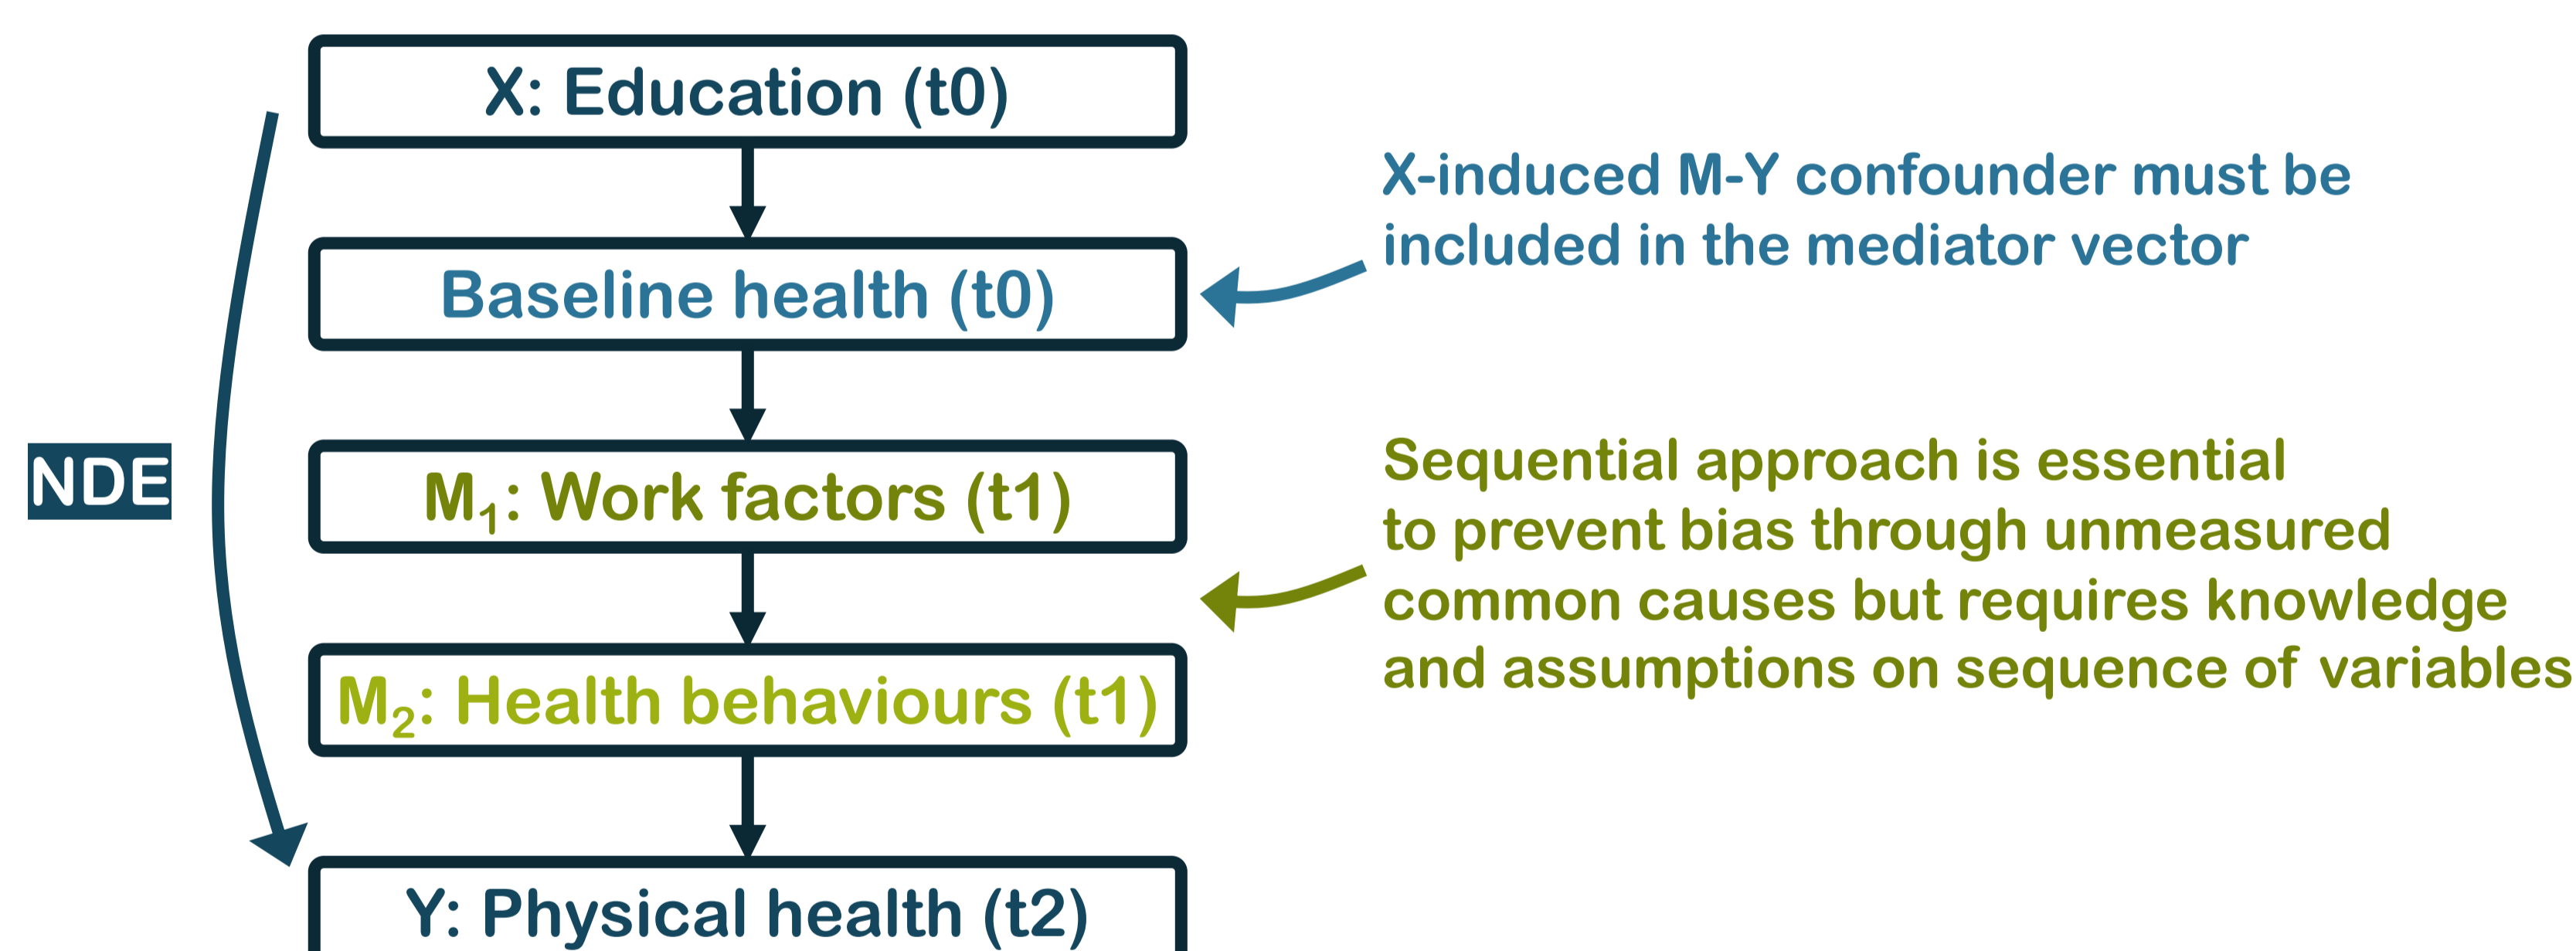 X: Education (t0)
X-induced M-Y confounder must be
included in the mediator vector
Baseline health (t0)
NDE
M₁: Work factors (t1)
Sequential approach is essential
to prevent bias through unmeasured
common causes but requires knowledge
and assumptions on sequence of variables
M₂: Health behaviours (t1)
Y: Physical health (t2)